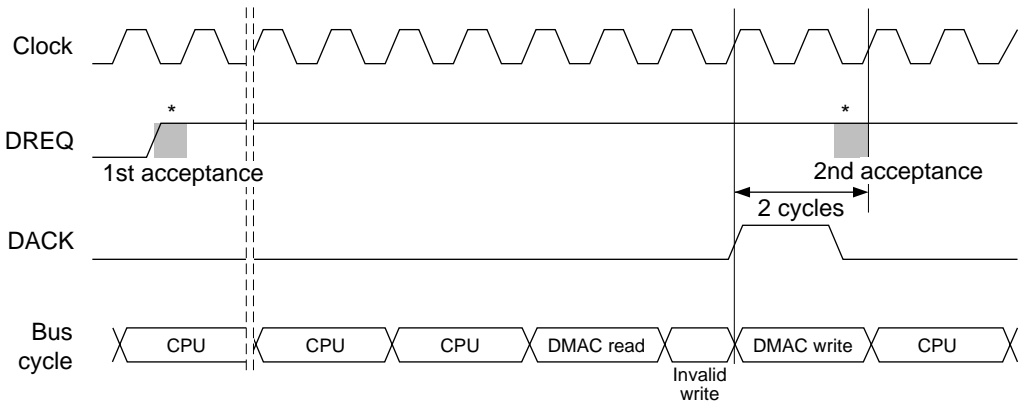 Clock
*
*
DREQ
1st acceptance
2nd acceptance
2 cycles
DACK
Bus
cycle
CPU
CPU
CPU
DMAC read
DMAC write
CPU
Invalid
write